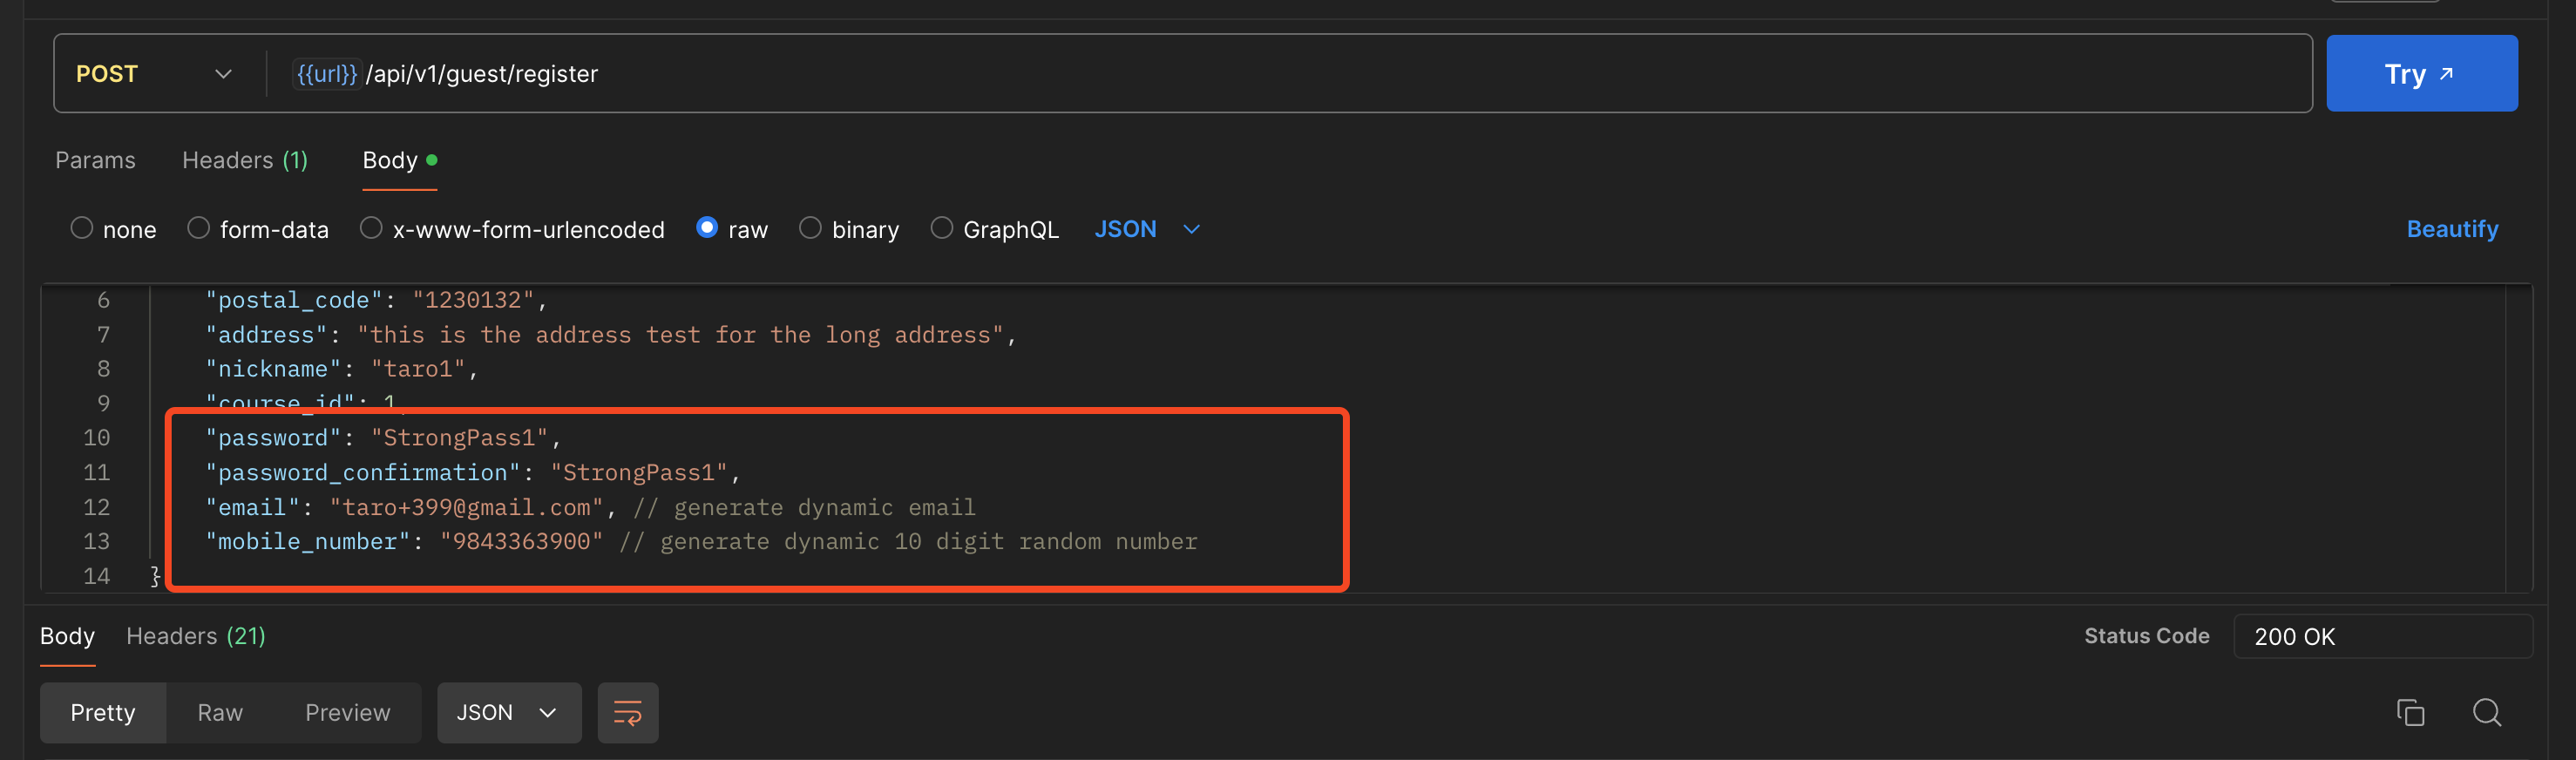 POST
{{url}}/api/v1/guest/register
Try
Params
Headers (1)
Body
none
form-data
x-www-form-urlencoded
raw
binary
GraphQL
JSON
Beautify
6 "postal_code": "1230132",
7 "address": "this is the address test for the long address",
8 "nickname": "taro1",
9 "course_id": 1,
10 "password": "StrongPass1",
11 "password_confirmation": "StrongPass1",
12 "email": "taro+399@gmail.com", // generate dynamic email
13 "mobile_number": "9843363900" // generate dynamic 10 digit random number
14 }
Body
Headers (21)
Status Code
200 OK
Pretty
Raw
Preview
JSON